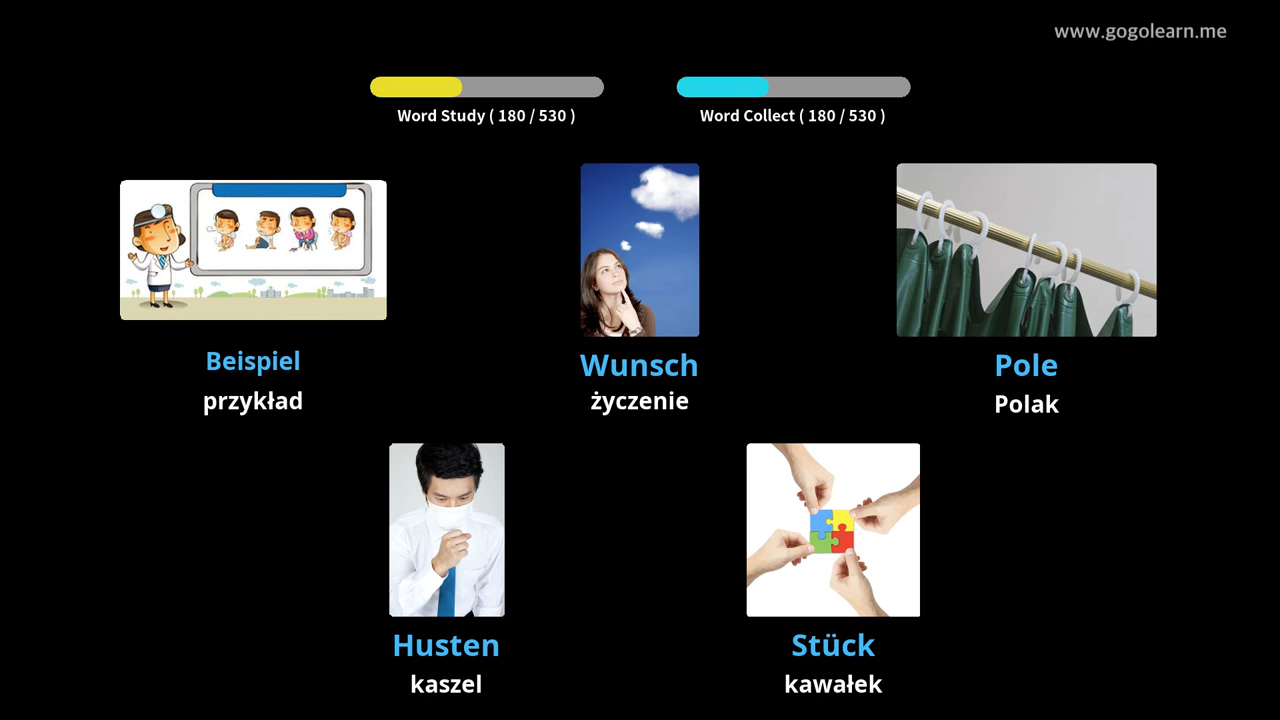 www.gogolearn.me
Word Study ( 180 / 530 )
Word Collect ( 180 / 530 )
Beispiel
przykład
Wunsch
życzenie
Pole
Polak
Husten
kaszel
Stück
kawałek